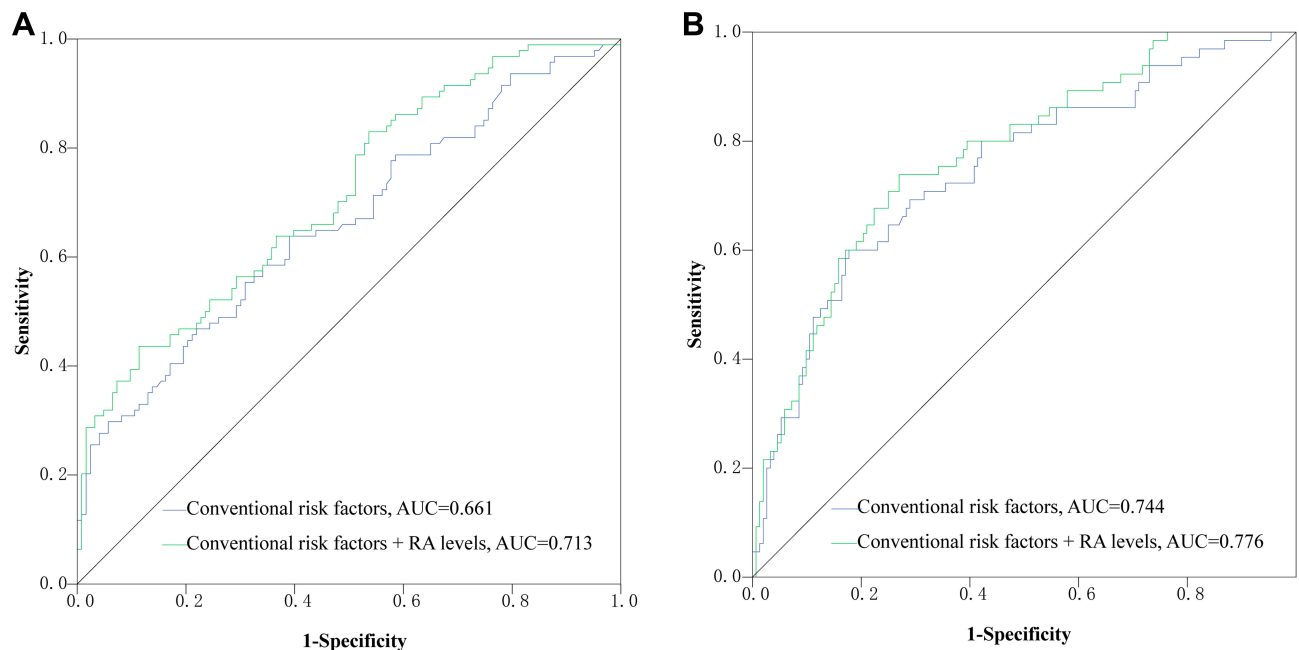 A
1.0
0.8
0.6
0.4
0.2
0.0
Sensitivity
Conventional risk factors, AUC=0.661
Conventional risk factors + RA levels, AUC=0.713
0.0 0.2 0.4 0.6 0.8 1.0
1-Specificity
B
1.0
0.8
0.6
0.4
0.2
0.0
Sensitivity
Conventional risk factors, AUC=0.744
Conventional risk factors + RA levels, AUC=0.776
0.0 0.2 0.4 0.6 0.8
1-Specificity